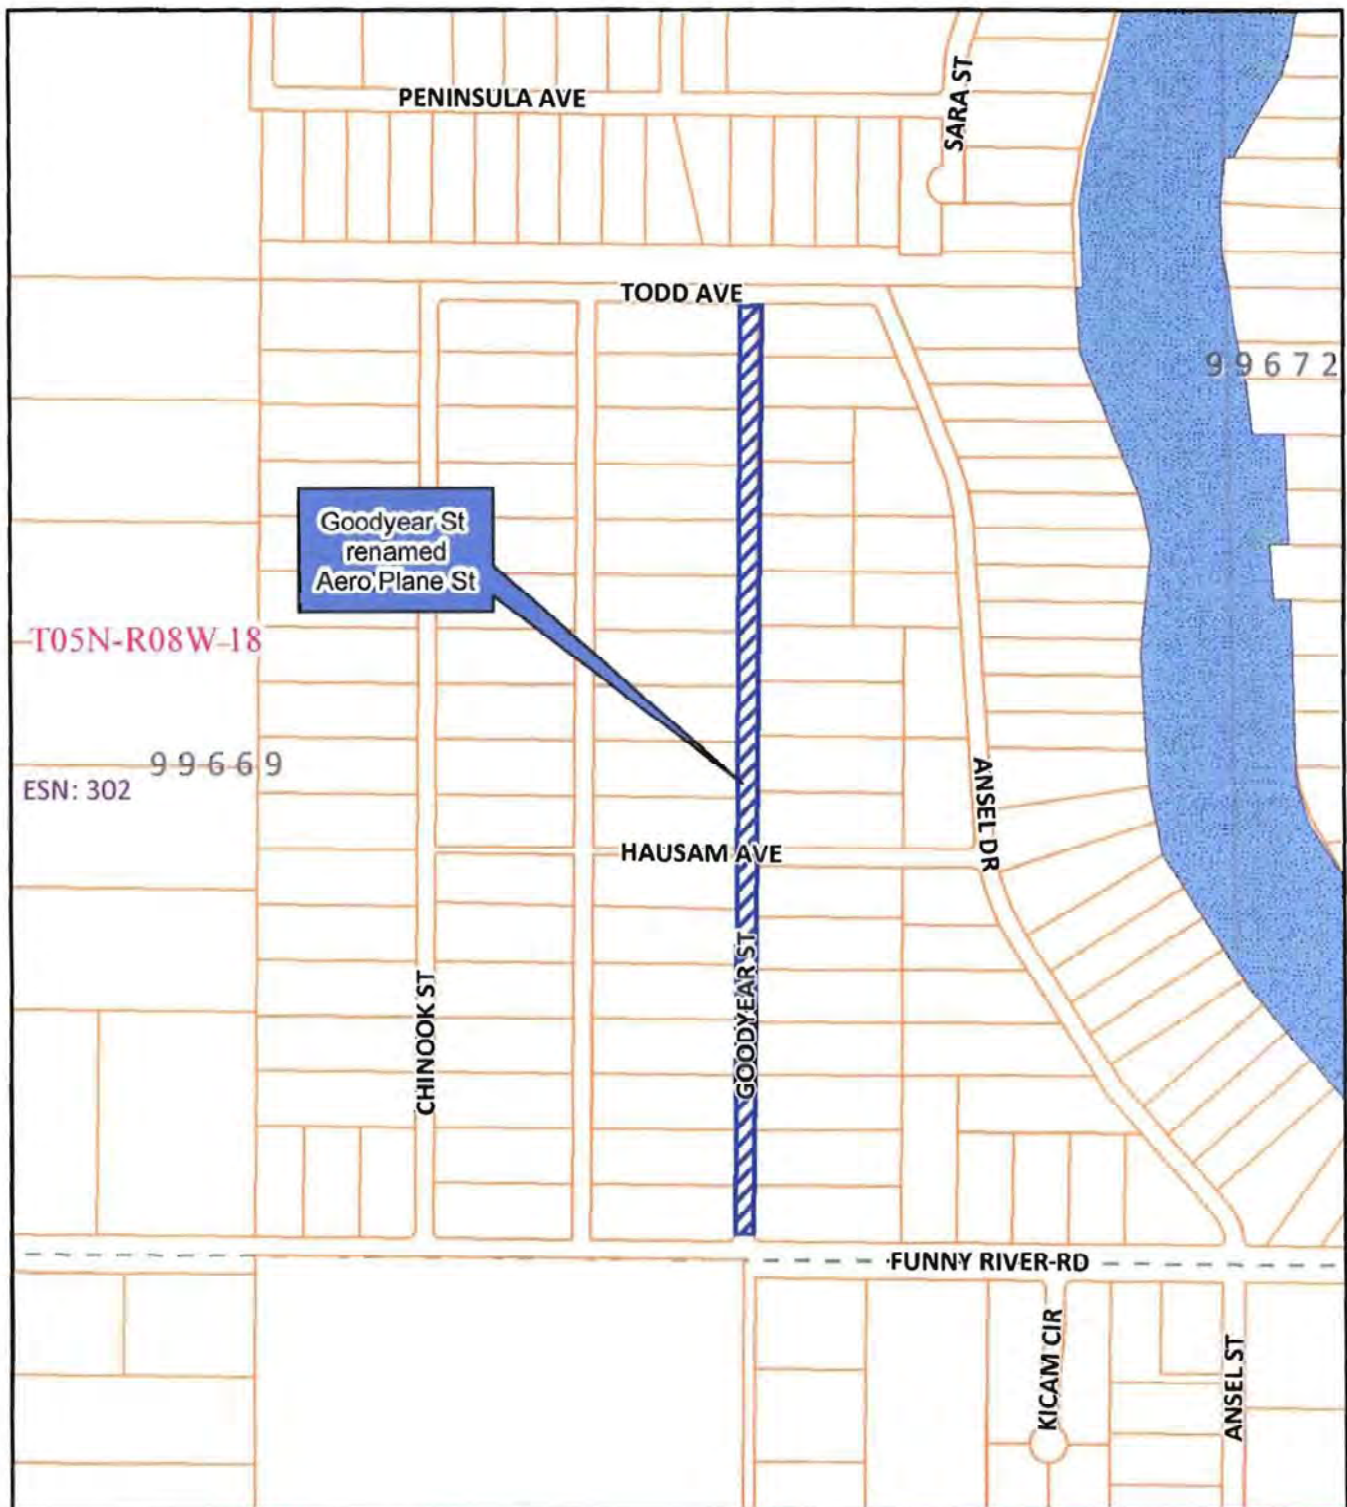 PENINSULA AVE
SARA ST
TODD AVE
99672
Goodyear St
renamed
Aero Plane St
T05N-R08W-18
99669
ESN: 302
ANSEL DR
HAUSAM AVE
GOODYEAR ST
CHINOOK ST
FUNNY RIVER RD
KICAM CIR
ANSEL ST